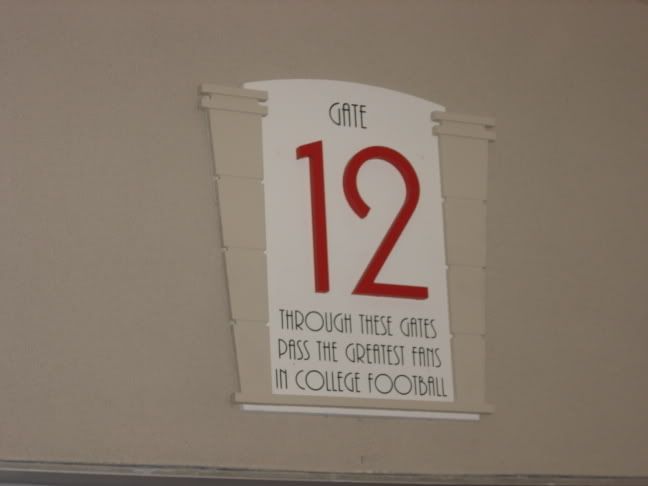 GATE
12
THROUGH THESE GATES
PASS THE GREATEST FANS
IN COLLEGE FOOTBALL